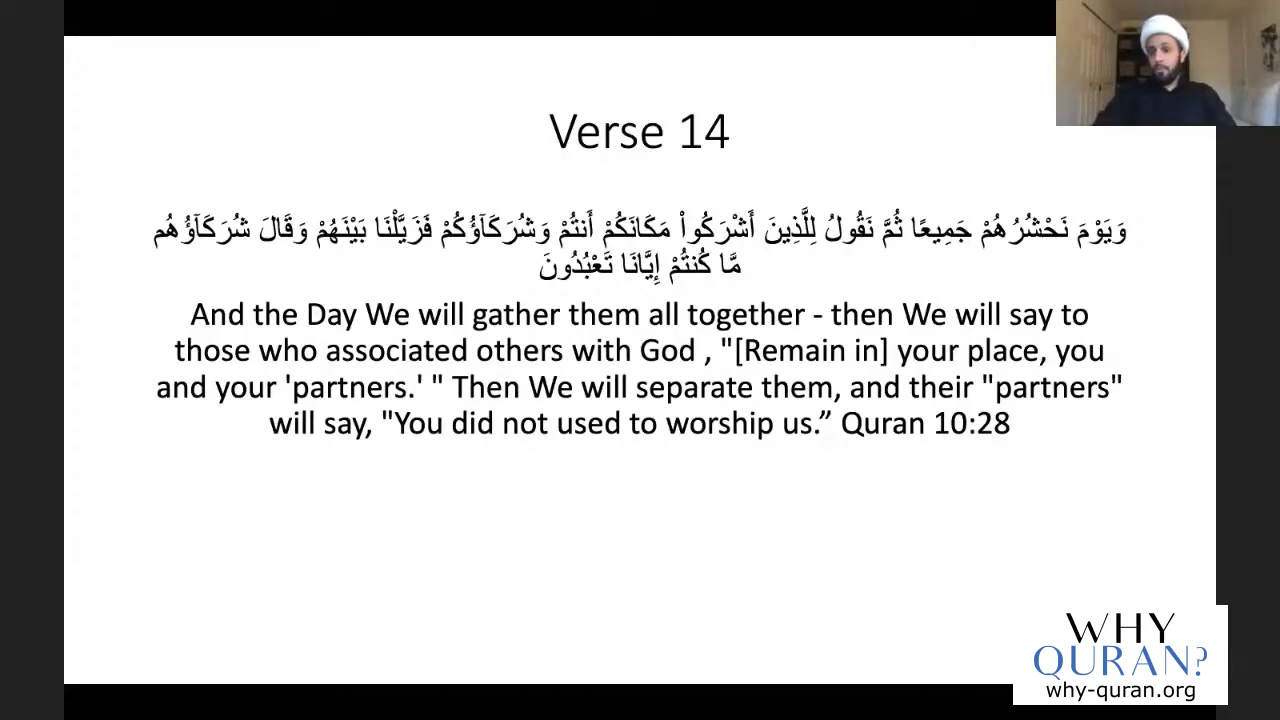 Verse 14
وَيَوْمَ نَحْشُرُهُمْ جَمِيعًا ثُمَّ نَقُولُ لِلَّذِينَ أَشْرَكُواْ مَكَانَكُمْ أَنتُمْ وَشُرَكَآؤُكُمْ فَزَيَّلْنَا بَيْنَهُمْ وَقَالَ شُرَكَآؤُهُم
مَّا كُنتُمْ إِيَّانَا تَعْبُدُونَ
And the Day We will gather them all together - then We will say to
those who associated others with God , "[Remain in] your place, you
and your 'partners.' " Then We will separate them, and their "partners"
will say, "You did not used to worship us.” Quran 10:28
WHY
QURAN?
why-quran.org